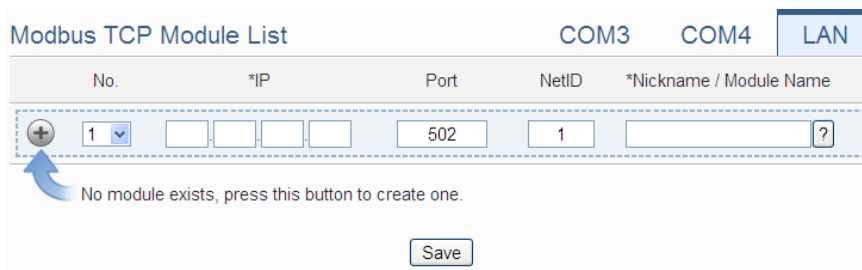 Modbus TCP Module List COM3 COM4 LAN
No. *IP Port NetID *Nickname / Module Name
1 . . . 502 1 ?
No module exists, press this button to create one.
Save